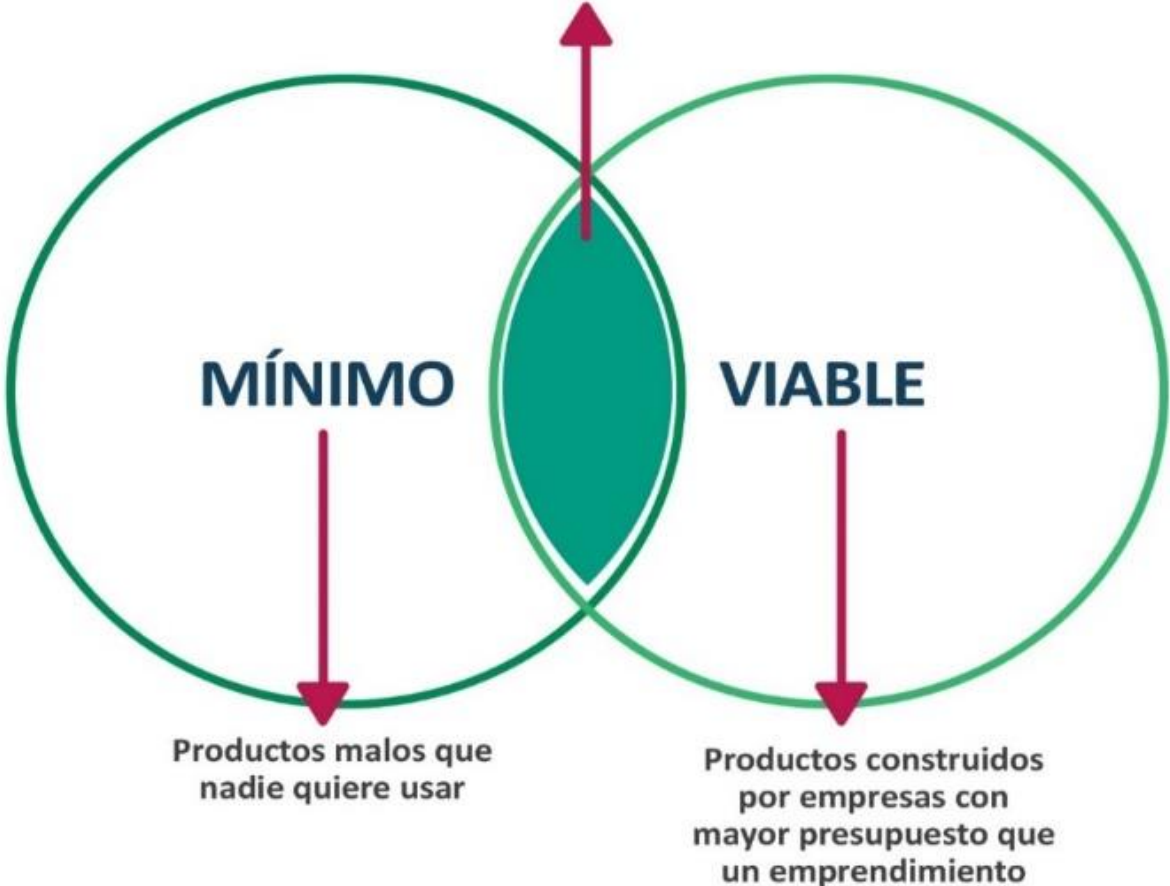 MÍNIMO
VIABLE
Productos malos que
nadie quiere usar
Productos construidos
por empresas con
mayor presupuesto que
un emprendimiento